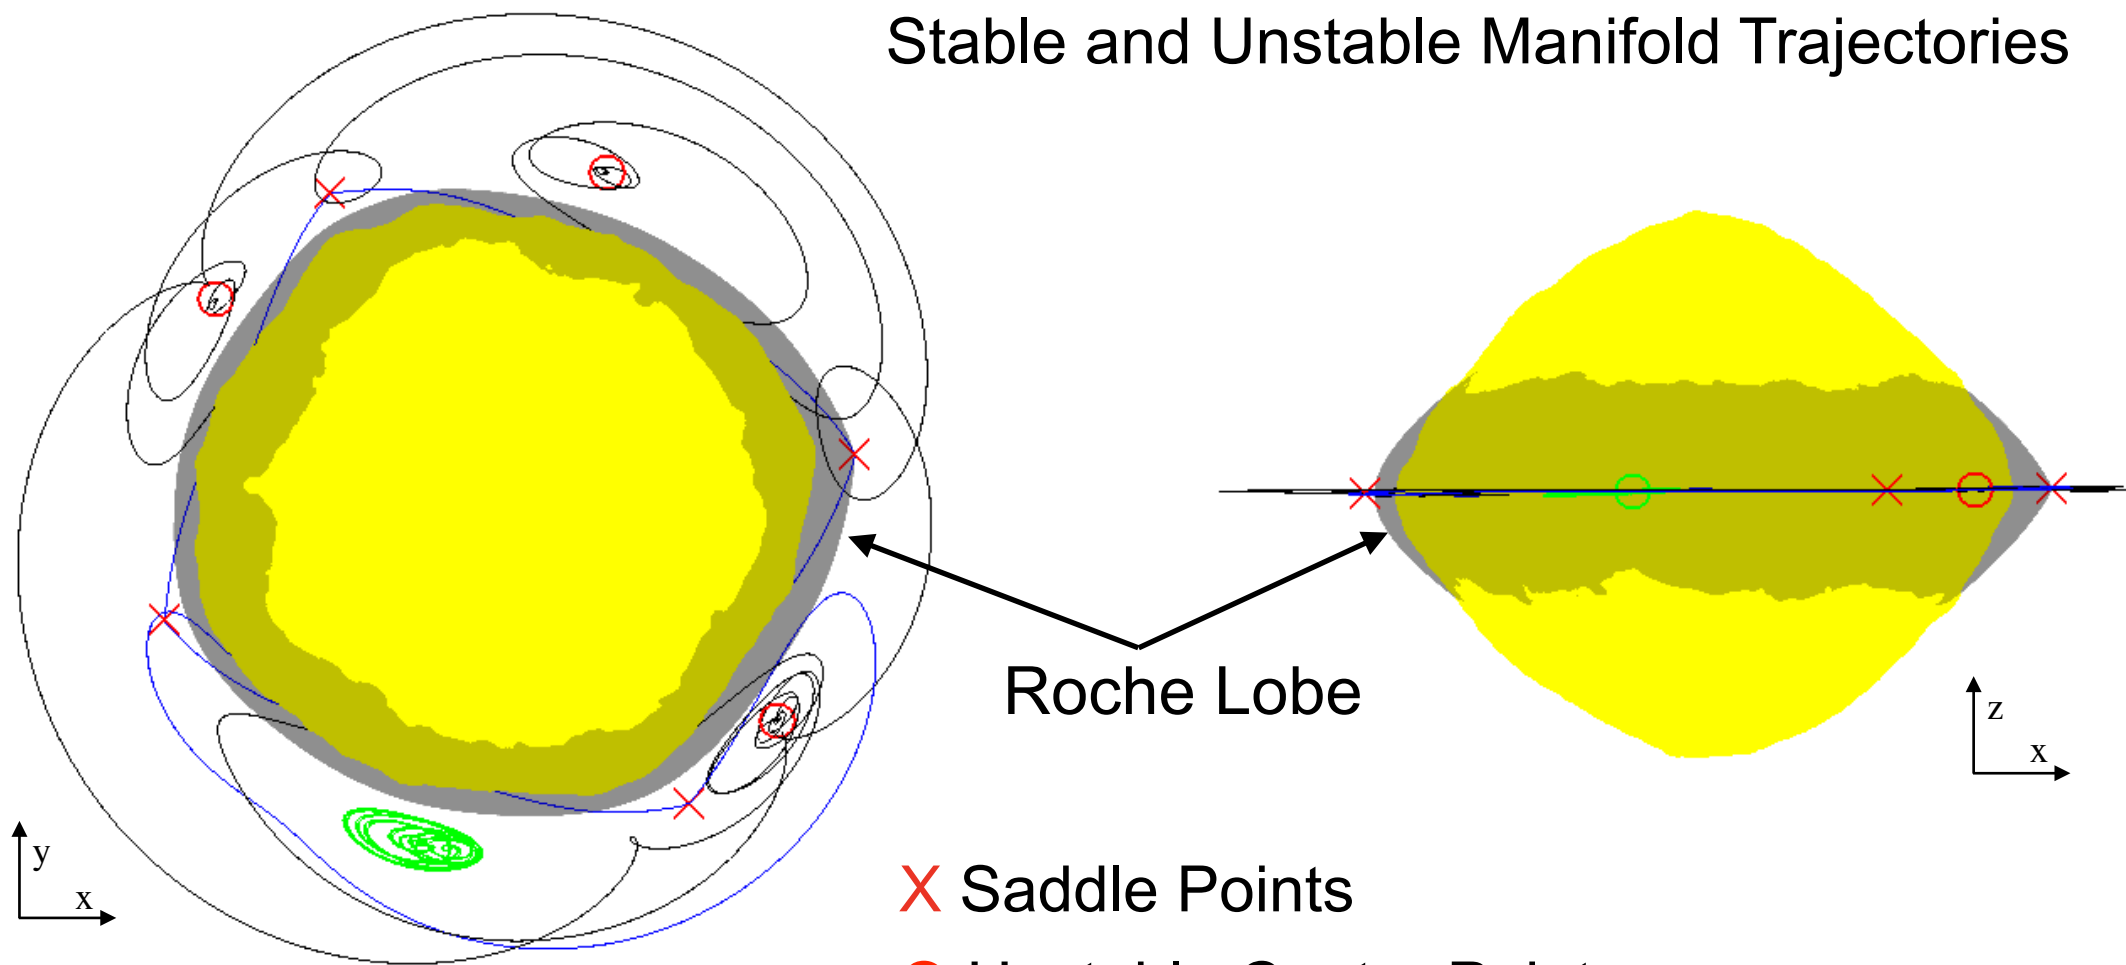 Stable and Unstable Manifold Trajectories
Roche Lobe
z
x
y
x
X Saddle Points